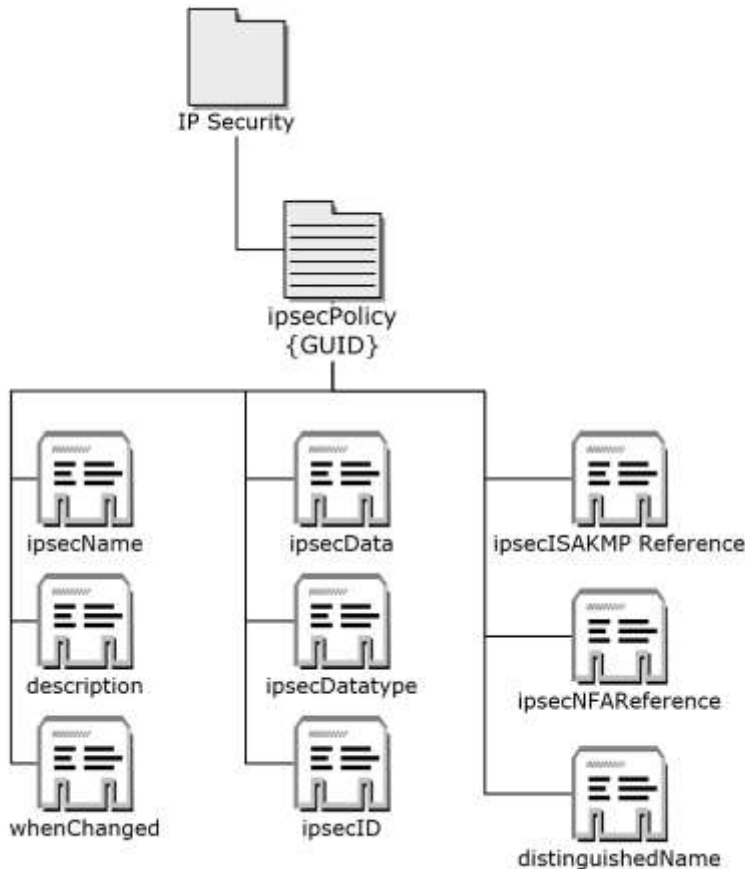 IP Security
ipsecPolicy
{GUID}
ipsecName
ipsecData
ipsecISAKMP Reference
description
ipsecDatatype
ipsecNFAReference
whenChanged
ipsecID
distinguishedName